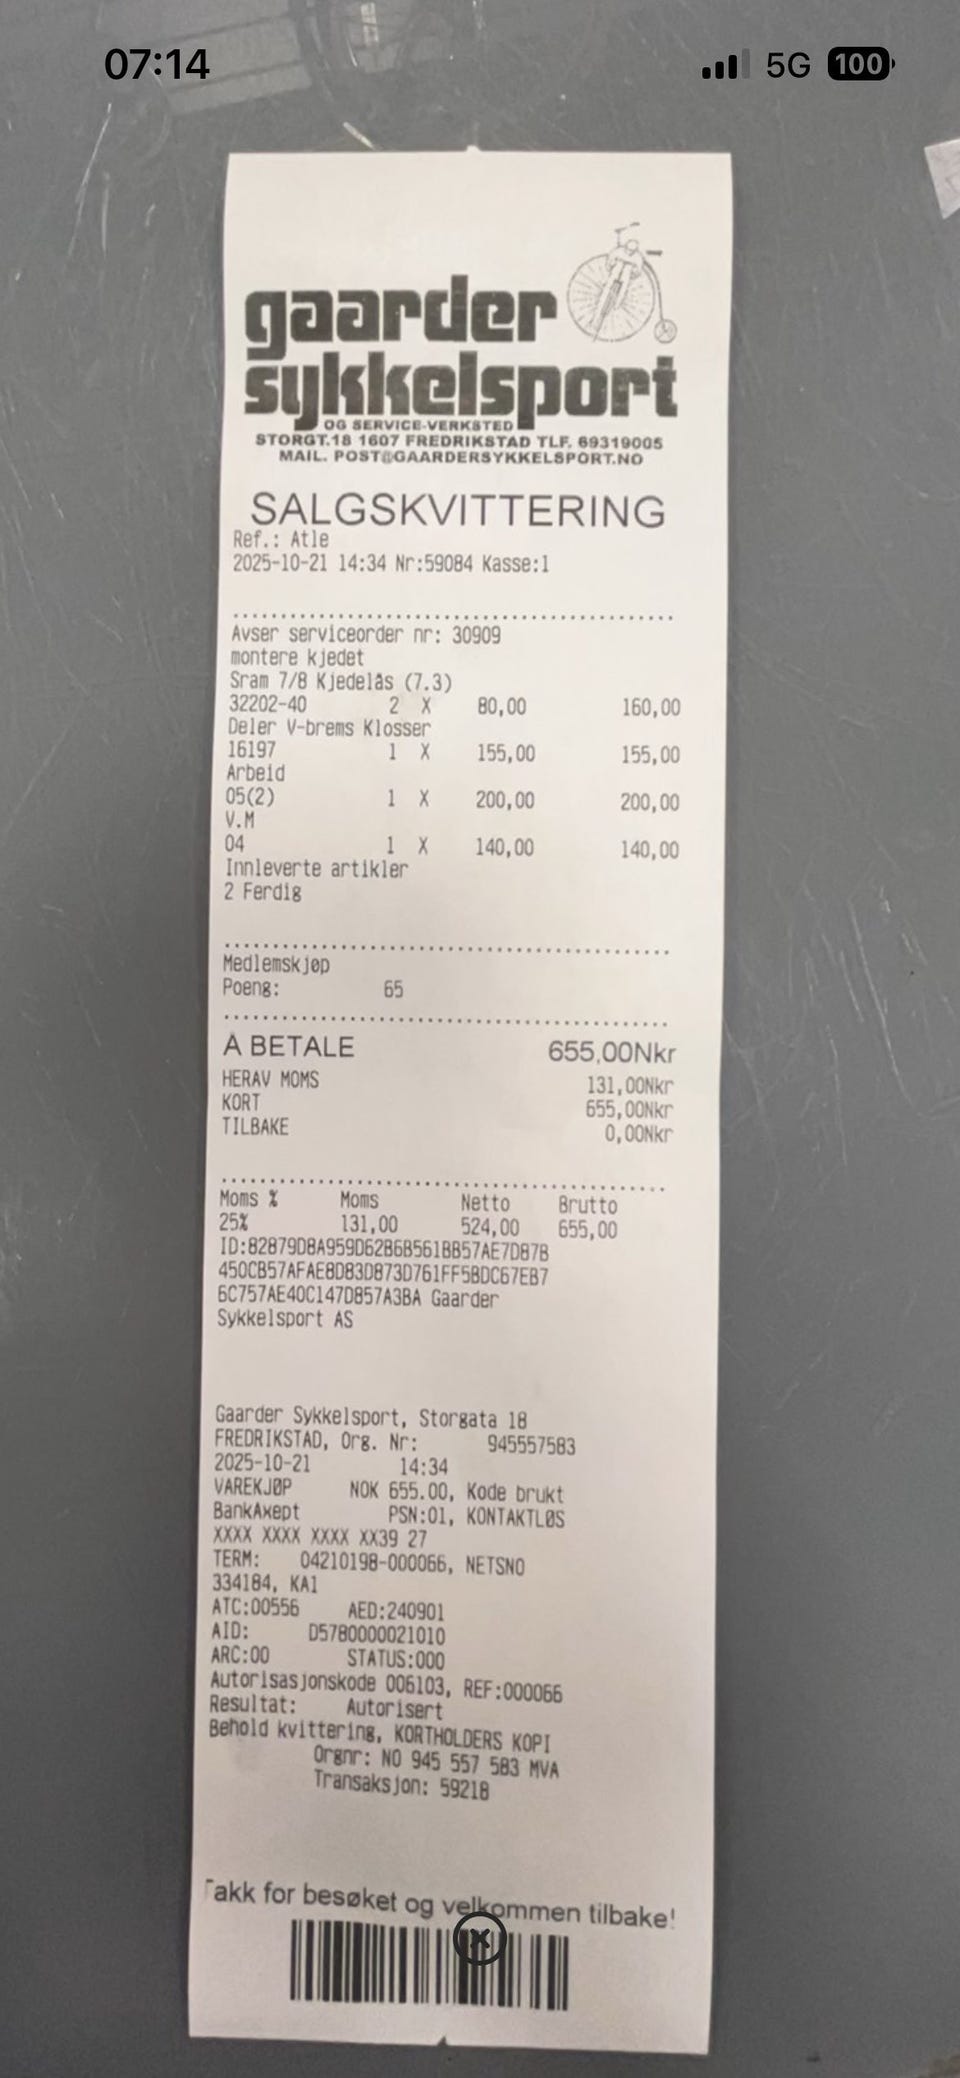 07:14 5G 100
gaarder
sykkelsport
OG SERVICE-VERKSTED
STORGT.18 1607 FREDRIKSTAD TLF. 69319005
MAIL. POST@GAARDERSYKKELSPORT.NO
SALGSKVITTERING
Ref.: Atle
2025-10-21 14:34 Nr:59084 Kasse:1
Avser serviceorder nr: 30909
montere kjedet
Sram 7/8 Kjedelås (7.3)
32202-40 2 X 80,00 160,00
Deler V-brems Klosser
16197 1 X 155,00 155,00
Arbeid
05(2) 1 X 200,00 200,00
V.M
04 1 X 140,00 140,00
Innleverte artikler
2 Ferdig
Medlemskjøp
Poeng: 65
Å BETALE 655,00Nkr
HERAV MOMS 131,00Nkr
KORT 655,00Nkr
TILBAKE 0,00Nkr
Moms % Moms Netto Brutto
25% 131,00 524,00 655,00
ID:82879D8A959D62B6B561BB57AE7D87B
450CB57AFAE8D83D873D761FF5BDC67EB7
6C757AE40C147D857A3BA Gaarder
Sykkelsport AS
Gaarder Sykkelsport, Storgata 18
FREDRIKSTAD, Org. Nr: 945557583
2025-10-21 14:34
VAREKJØP NOK 655.00, Kode brukt
BankAxept PSN:01, KONTAKTLØS
XXXX XXXX XXXX XX39 27
TERM: 04210198-000066, NETSNO
334184, KA1
ATC:00556 AED:240901
AID: D5780000021010
ARC:00 STATUS:000
Autorisasjonskode 006103, REF:000066
Resultat: Autorisert
Behold kvittering, KORTHOLDERS KOPI
Orgnr: NO 945 557 583 MVA
Transaksjon: 59218
Takk for besøket og velkommen tilbake!